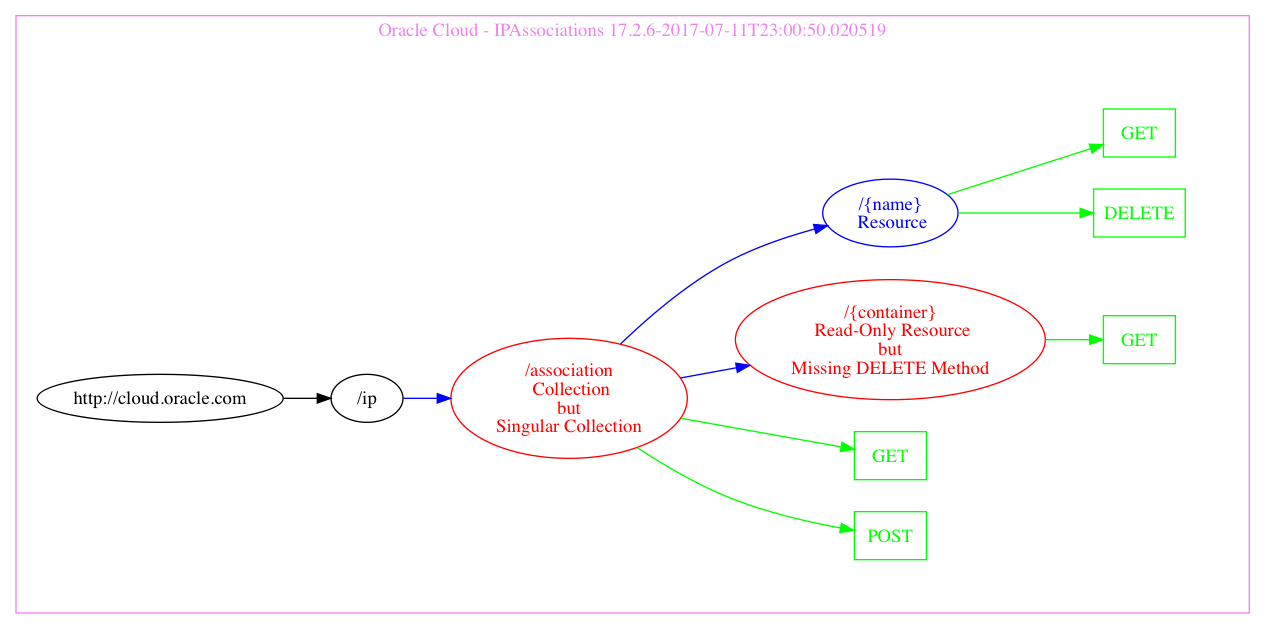 Oracle Cloud - IPAssociations 17.2.6-2017-07-11T23:00:50.020519
GET
/{name}
Resource
DELETE
/{container}
Read-Only Resource
but
Missing DELETE Method
GET
http://cloud.oracle.com
/ip
/association
Collection
but
Singular Collection
GET
POST